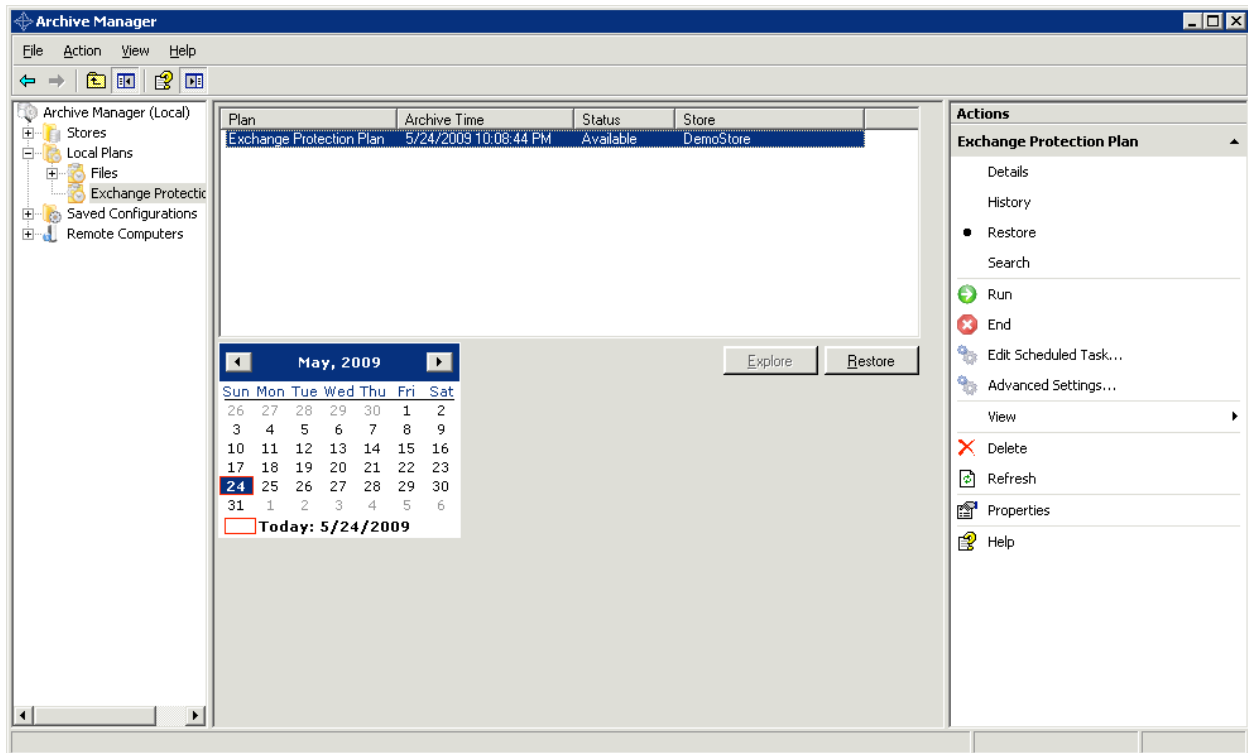 Archive Manager
File Action View Help
Archive Manager (Local)
Stores
Local Plans
Files
Exchange Protectic
Saved Configurations
Remote Computers
Plan Archive Time Status Store
Exchange Protection Plan 5/24/2009 10:08:44 PM Available DemoStore
May, 2009
Sun Mon Tue Wed Thu Fri Sat
26 27 28 29 30 1 2
3 4 5 6 7 8 9
10 11 12 13 14 15 16
17 18 19 20 21 22 23
24 25 26 27 28 29 30
31 1 2 3 4 5 6
Today: 5/24/2009
Explore Restore
Actions
Exchange Protection Plan
Details
History
Restore
Search
Run
End
Edit Scheduled Task...
Advanced Settings...
View
Delete
Refresh
Properties
Help